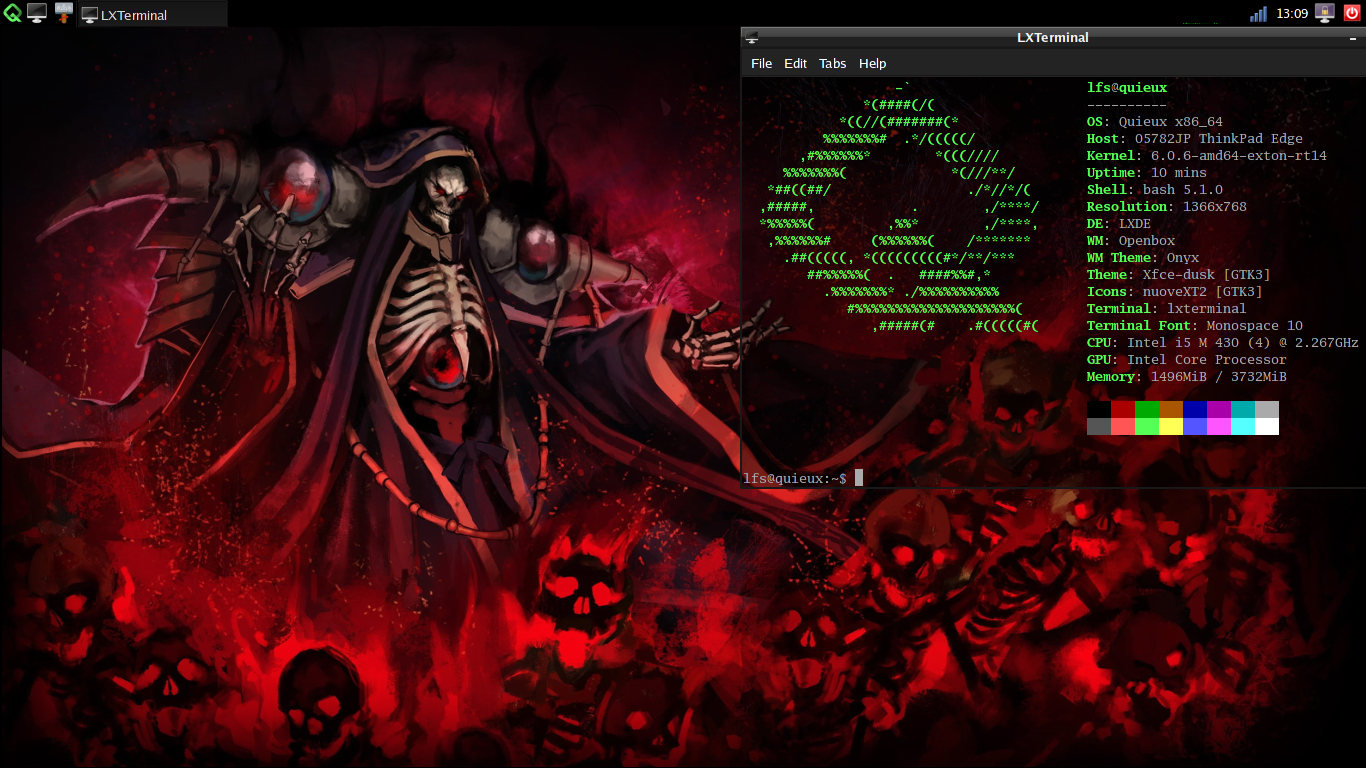 LXTerminal
13:09
LXTerminal
File Edit Tabs Help
-`
*(####(/(
*((//(#######(*
%%%%%%%# .*/(((((/
,#%%%%%%* *(((////
%%%%%%%( *(///**/
*##((##/ ./*//*/(
,#####, . ,/****/
*%%%%%( ,%%* ,/****,
,%%%%%%# (%%%%%%( /*******
.##(((((, *(((((((((#*/**/***
##%%%%%( . ####%%#,*
.%%%%%%%* ./%%%%%%%%%%
#%%%%%%%%%%%%%%%%%%%%(
,#####(# .#(((((#(
lfs@quieux
----------
OS: Quieux x86_64
Host: 05782JP ThinkPad Edge
Kernel: 6.0.6-amd64-exton-rt14
Uptime: 10 mins
Shell: bash 5.1.0
Resolution: 1366x768
DE: LXDE
WM: Openbox
WM Theme: Onyx
Theme: Xfce-dusk [GTK3]
Icons: nuoveXT2 [GTK3]
Terminal: lxterminal
Terminal Font: Monospace 10
CPU: Intel i5 M 430 (4) @ 2.267GHz
GPU: Intel Core Processor
Memory: 1496MiB / 3732MiB
lfs@quieux:~$